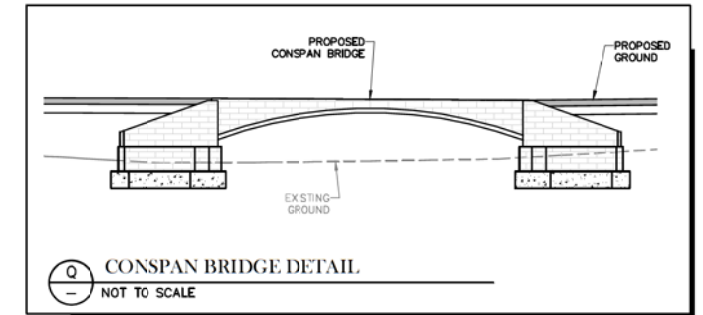 PROPOSED
CONSPAN BRIDGE
PROPOSED
GROUND
EXSTING
GROUND
Q
CONSPAN BRIDGE DETAIL
–
NOT TO SCALE